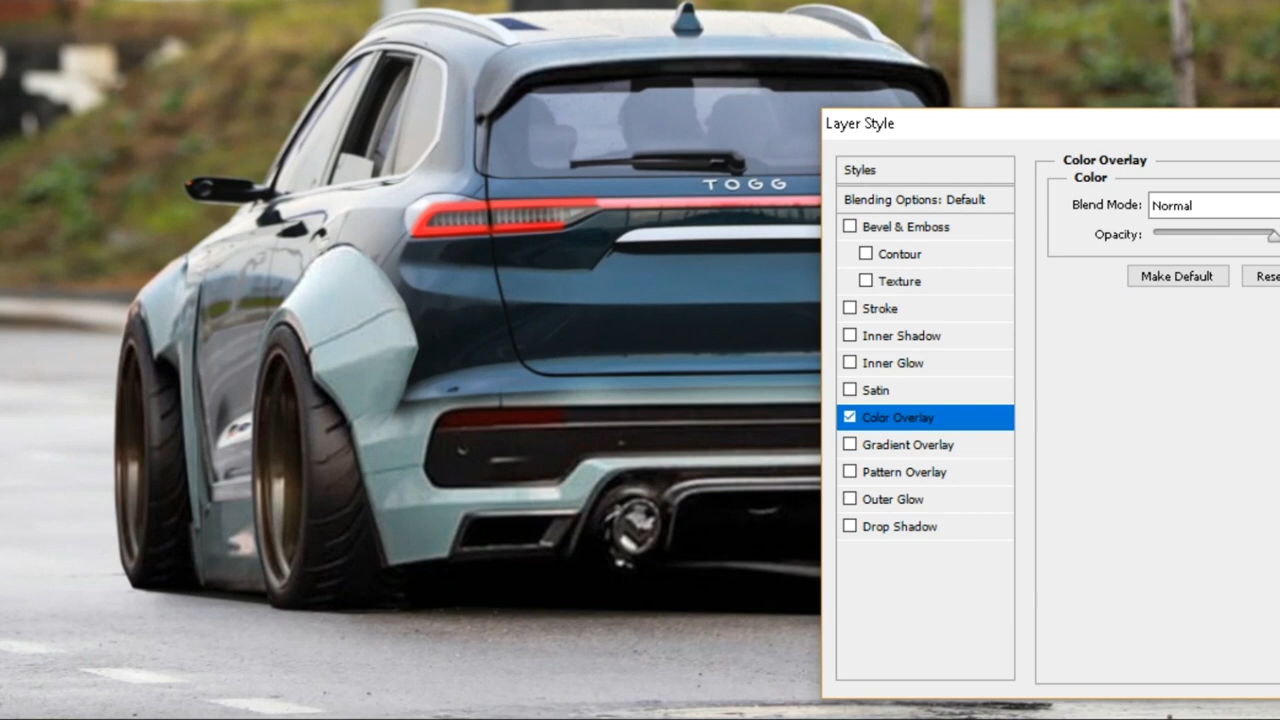 TOGG
Layer Style
Styles
Blending Options: Default
Bevel & Emboss
Contour
Texture
Stroke
Inner Shadow
Inner Glow
Satin
Color Overlay
Gradient Overlay
Pattern Overlay
Outer Glow
Drop Shadow
Color Overlay
Color
Blend Mode: Normal
Opacity:
Make Default Rese